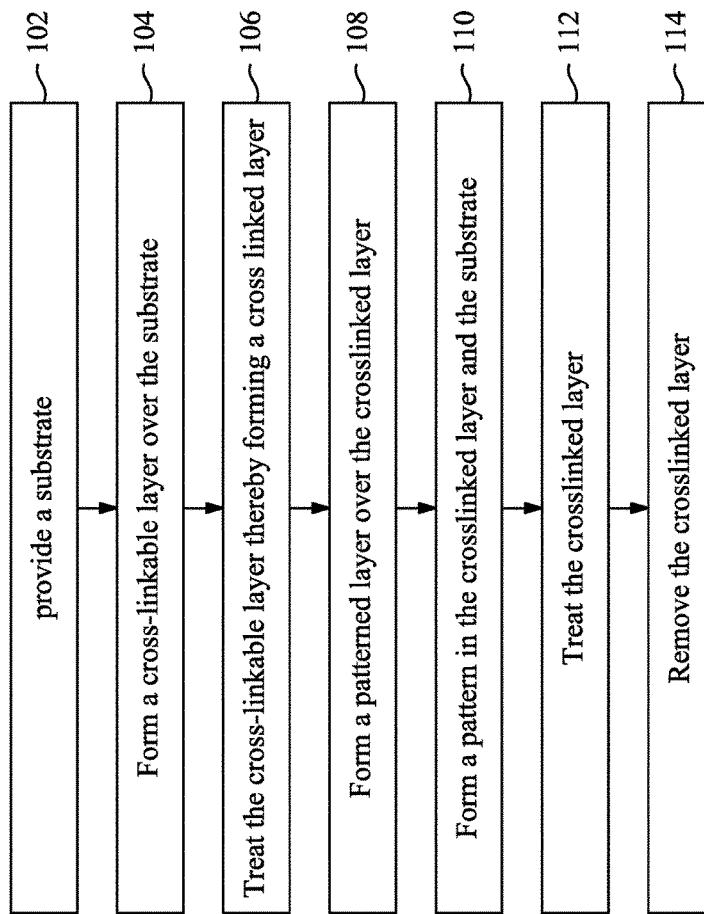 provide a substrate
102
Form a cross-linkable layer over the substrate
104
Treat the cross-linkable layer thereby forming a cross linked layer
106
Form a patterned layer over the crosslinked layer
108
Form a pattern in the crosslinked layer and the substrate
110
Treat the crosslinked layer
112
Remove the crosslinked layer
114